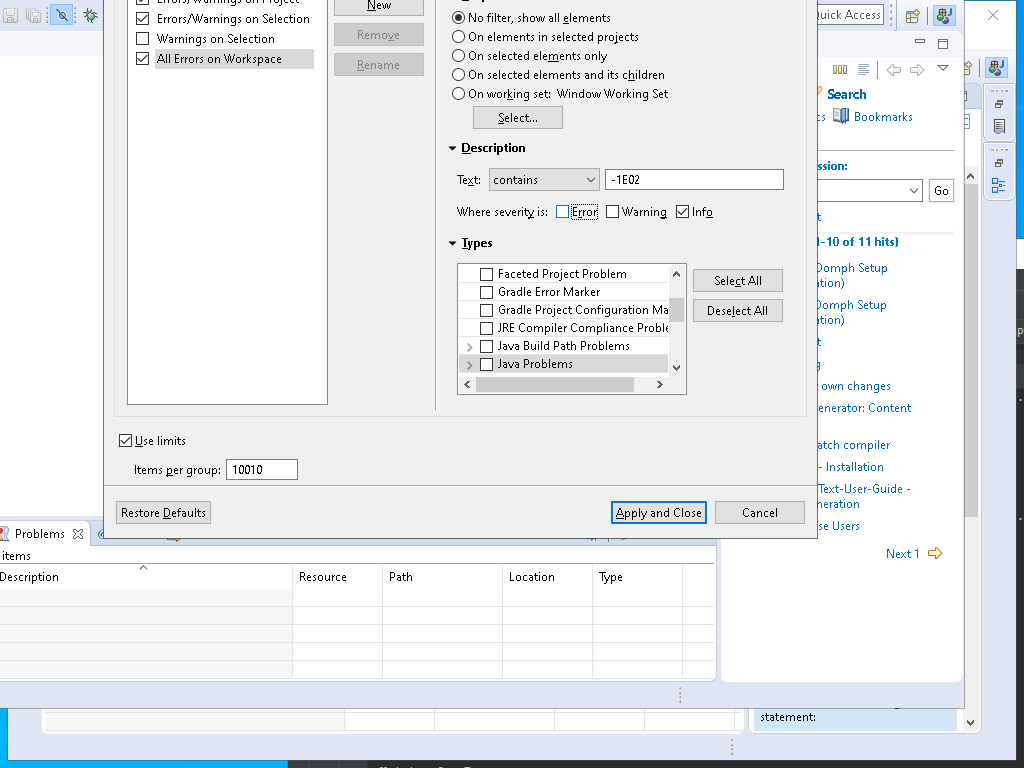 Errors/Warnings on Project
New
Errors/Warnings on Selection
No filter, show all elements
Quick Access
Warnings on Selection
Remove
On elements in selected projects
All Errors on Workspace
On selected elements only
Rename
On selected elements and its children
On working set: Window Working Set
Search
Select...
Bookmarks
Description
Text:
contains
-1E02
Go
Where severity is:
Error
Warning
Info
Types
1-10 of 11 hits)
Faceted Project Problem
Select All
Domph Setup
Gradle Error Marker
Gradle Project Configuration Ma
Deselect All
Domph Setup
JRE Compiler Compliance Proble
Java Build Path Problems
Java Problems
own changes
enerator: Content
Use limits
atch compiler
Items per group:
10010
- Installation
Text-User-Guide -
neration
Restore Defaults
Apply and Close
Cancel
se Users
Problems
items
Next 1
Description
Resource
Path
Location
Type
statement: